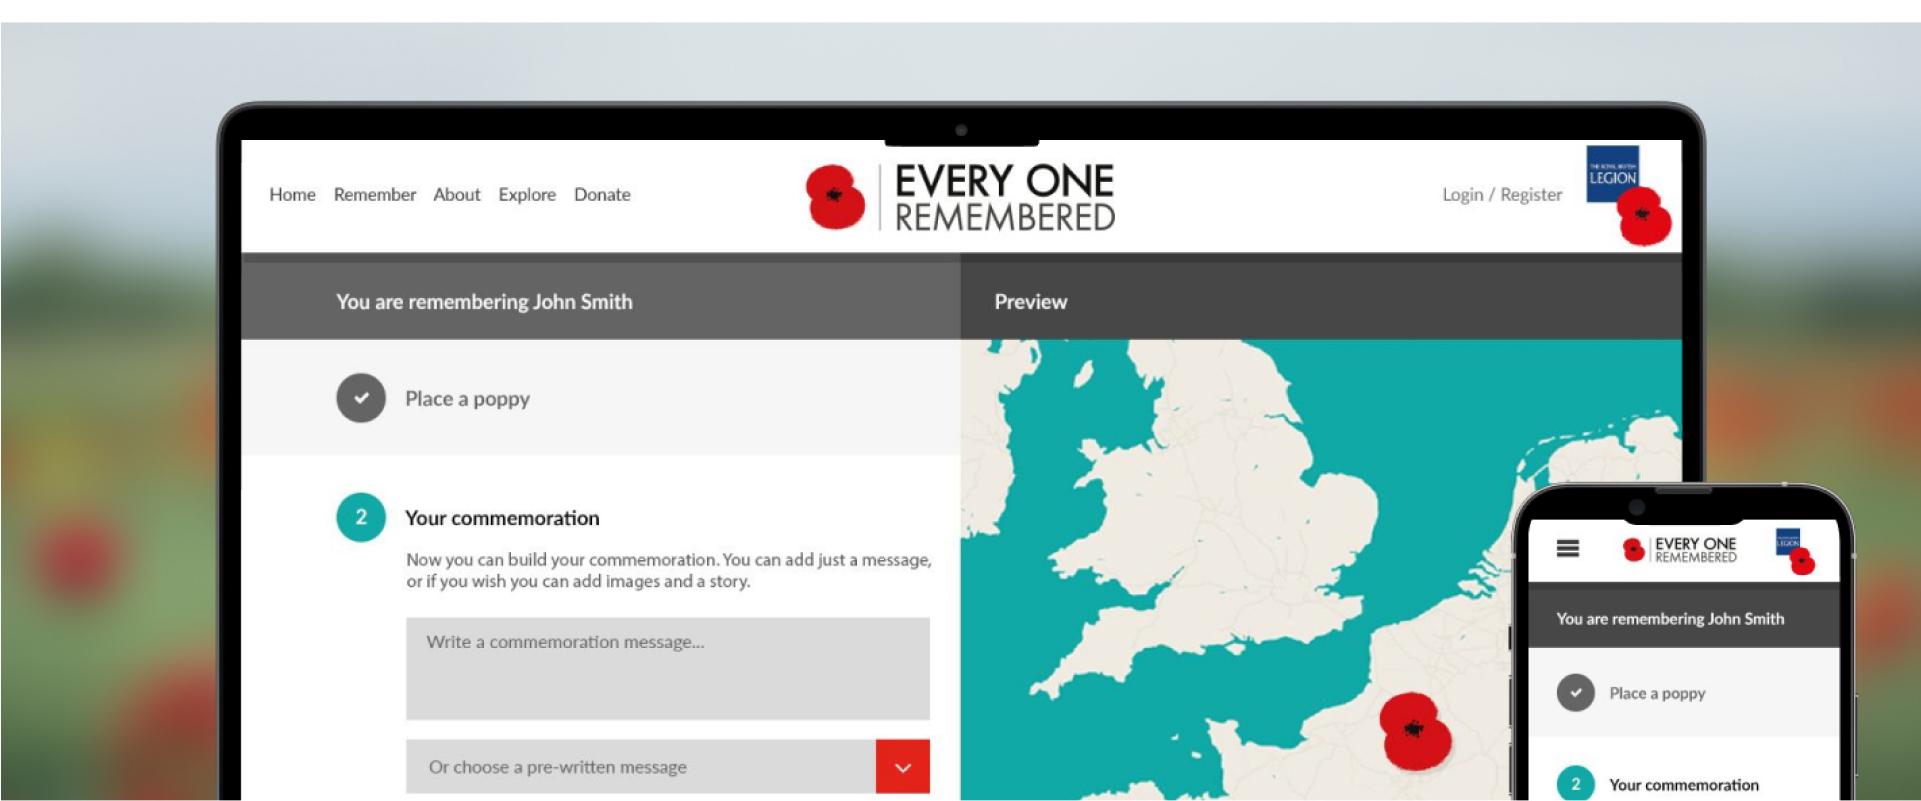 Home Remember About Explore Donate
EVERY ONE
REMEMBERED
Login / Register
THE ROYAL BRITISH
LEGION
You are remembering John Smith
Preview
Place a poppy
2
Your commemoration
Now you can build your commemoration. You can add just a message,
or if you wish you can add images and a story.
Write a commemoration message...
Or choose a pre-written message
EVERY ONE
REMEMBERED
LEGION
You are remembering John Smith
Place a poppy
2
Your commemoration